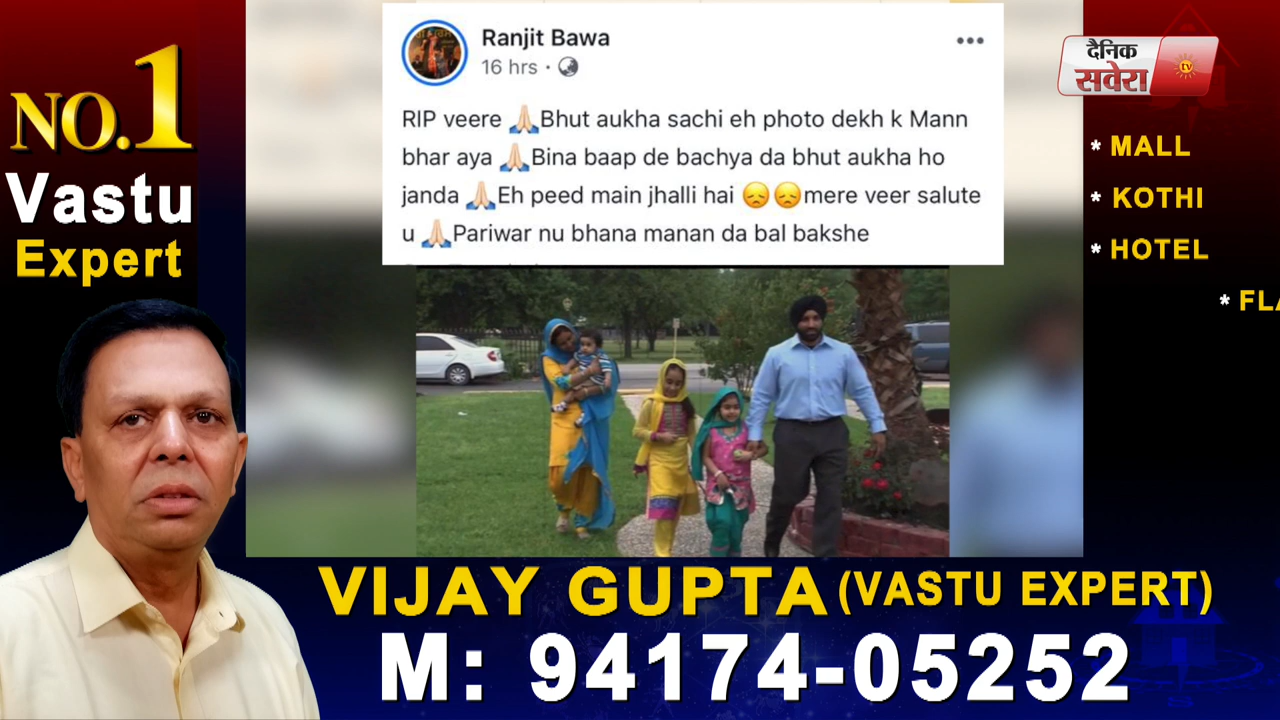 NO.1
Vastu
Expert
Ranjit Bawa
16 hrs ·
RIP veere 🙏Bhut aukha sachi eh photo dekh k Mann
bhar aya 🙏Bina baap de bachya da bhut aukha ho
janda 🙏Eh peed main jhalli hai 😞😞mere veer salute
u 🙏Pariwar nu bhana manan da bal bakshe
दैनिक
सवेरा
tv
* MALL
* KOTHI
* HOTEL
* FLA
VIJAY GUPTA (VASTU EXPERT)
M: 94174-05252